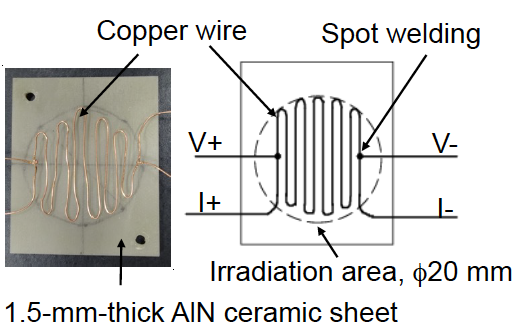 Copper wire
Spot welding
V+
V-
I+
I-
Irradiation area, ϕ20 mm
1.5-mm-thick AlN ceramic sheet